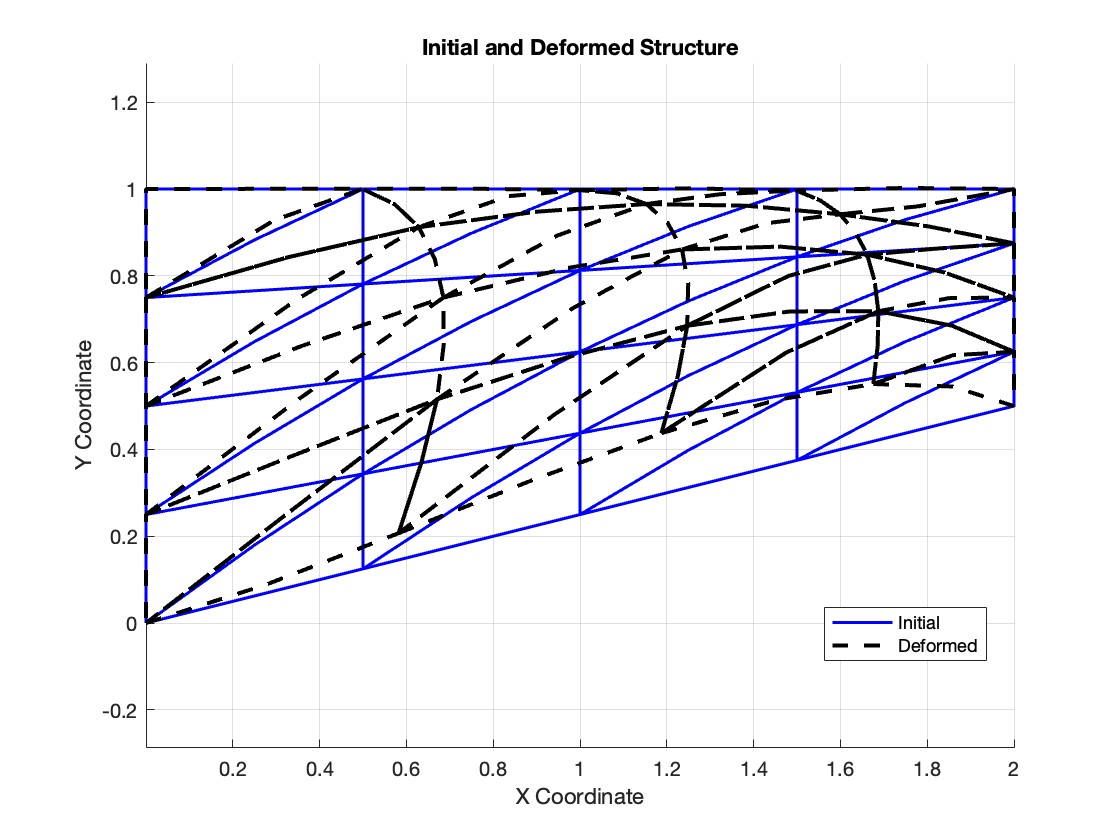 Initial and Deformed Structure
1.2
1
0.8
0.6
0.4
0.2
0
-0.2
Y Coordinate
Initial
Deformed
0.2 0.4 0.6 0.8 1 1.2 1.4 1.6 1.8 2
X Coordinate